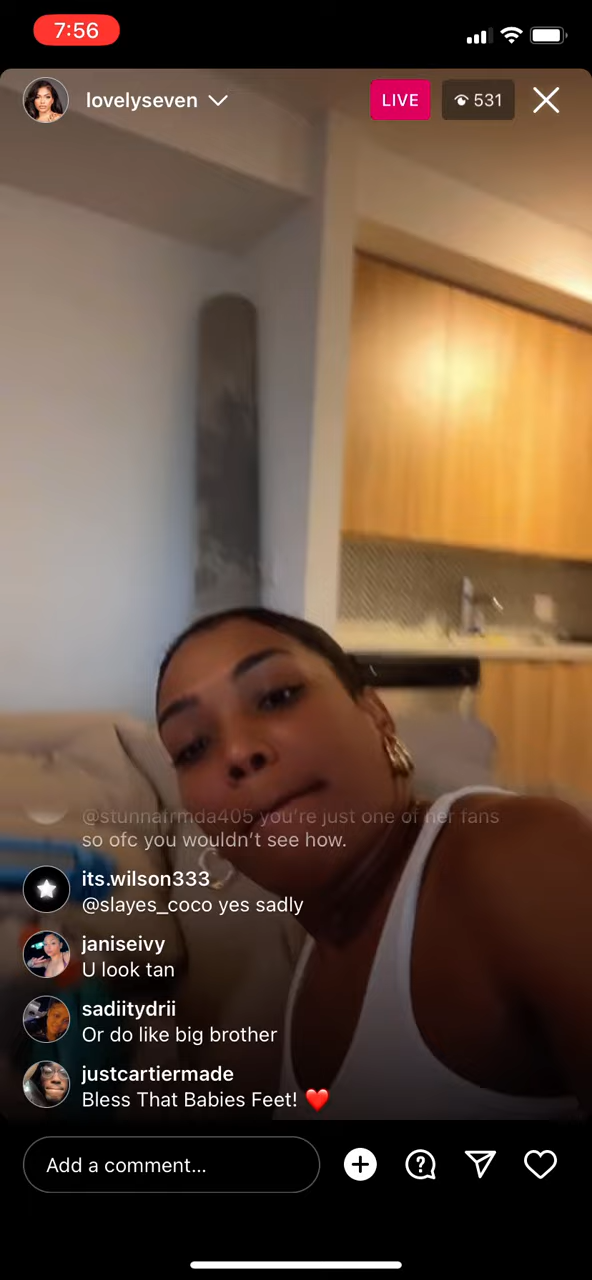 7:56
lovelyseven
LIVE
531
@stunnafrmda405 you're just one of her fans
so ofc you wouldn't see how.
its.wilson333
@slayes_coco yes sadly
janiseivy
U look tan
sadiitydrii
Or do like big brother
justcartiermade
Bless That Babies Feet! ❤️
Add a comment...